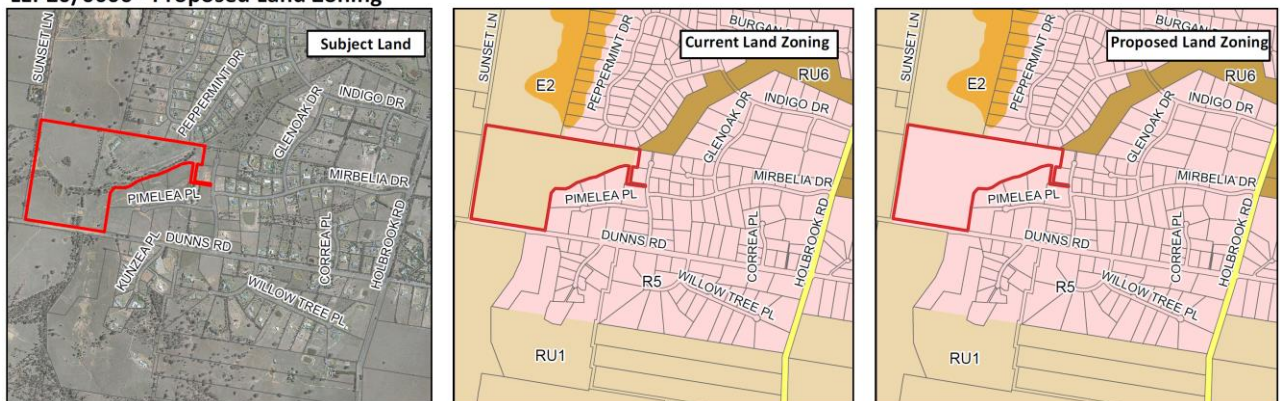 Proposed Land Zoning
Subject Land
SUNSET LN
PEPPERMINT DR
GLENOAK DR
INDIGO DR
MIRBELIA DR
PIMELEA PL
DUNNS RD
KUNZEA PL
CORREA PL
HOLBROOK RD
WILLOW TREE PL
Current Land Zoning
SUNSET LN
E2
PEPPERMINT DR
RU6
INDIGO DR
GLENOAK DR
MIRBELIA DR
PIMELEA PL
DUNNS RD
CORREA PL
HOLBROOK RD
R5
WILLOW TREE PL
RU1
Proposed Land Zoning
SUNSET LN
E2
PEPPERMINT DR
RU6
INDIGO DR
GLENOAK DR
MIRBELIA DR
PIMELEA PL
DUNNS RD
CORREA PL
HOLBROOK RD
R5
WILLOW TREE PL
RU1